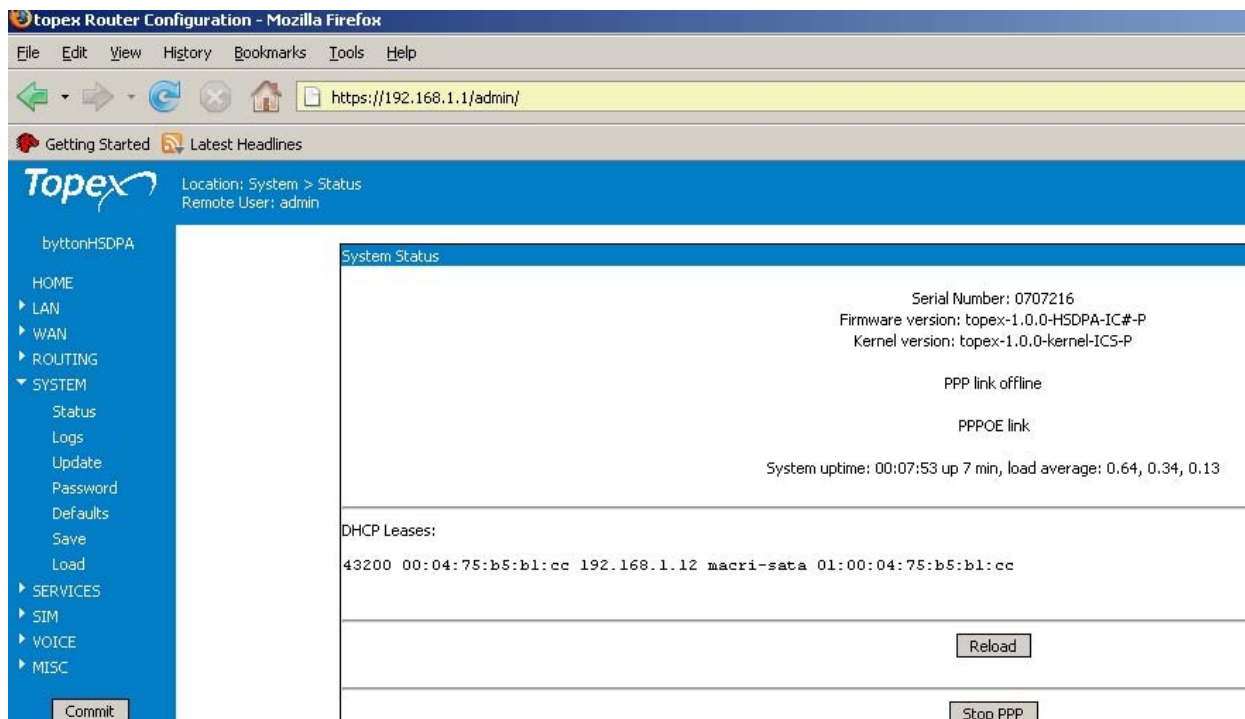 topex Router Configuration - Mozilla Firefox
File Edit View History Bookmarks Tools Help
https://192.168.1.1/admin/
Getting Started Latest Headlines
Topex
Location: System > Status
Remote User: admin
byttonHSDPA
HOME
LAN
WAN
ROUTING
SYSTEM
Status
Logs
Update
Password
Defaults
Save
Load
SERVICES
SIM
VOICE
MISC
Commit
System Status
Serial Number: 0707216
Firmware version: topex-1.0.0-HSDPA-IC#-P
Kernel version: topex-1.0.0-kernel-ICS-P
PPP link offline
PPPOE link
System uptime: 00:07:53 up 7 min, load average: 0.64, 0.34, 0.13
DHCP Leases:
43200 00:04:75:b5:b1:cc 192.168.1.12 macri-sata 01:00:04:75:b5:b1:cc
Reload
Stop PPP